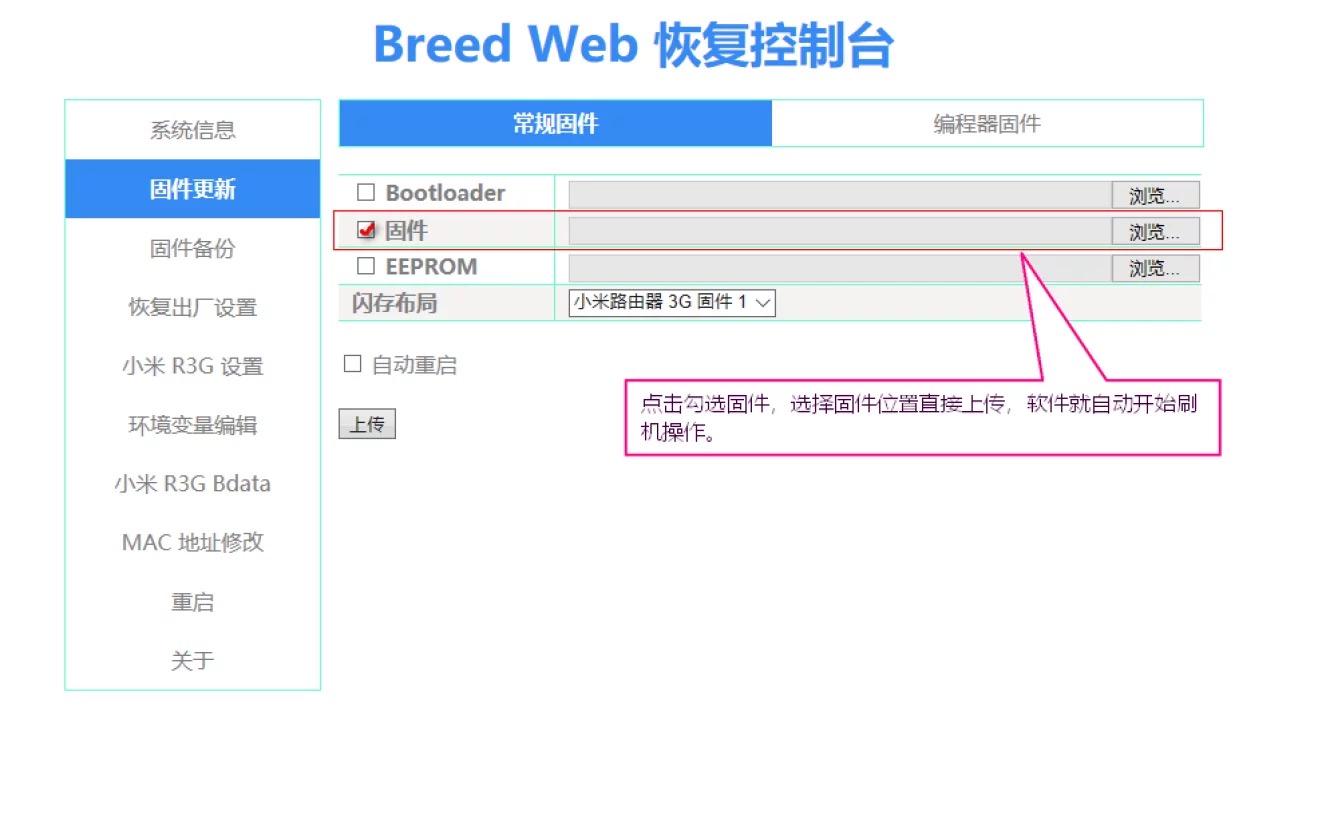 Breed Web 恢复控制台
系统信息
固件更新
固件备份
恢复出厂设置
小米 R3G 设置
环境变量编辑
小米 R3G Bdata
MAC 地址修改
重启
关于
常规固件
编程器固件
Bootloader
浏览...
固件
浏览...
EEPROM
浏览...
闪存布局
小米路由器 3G 固件 1
自动重启
上传
点击勾选固件，选择固件位置直接上传，软件就自动开始刷
机操作。